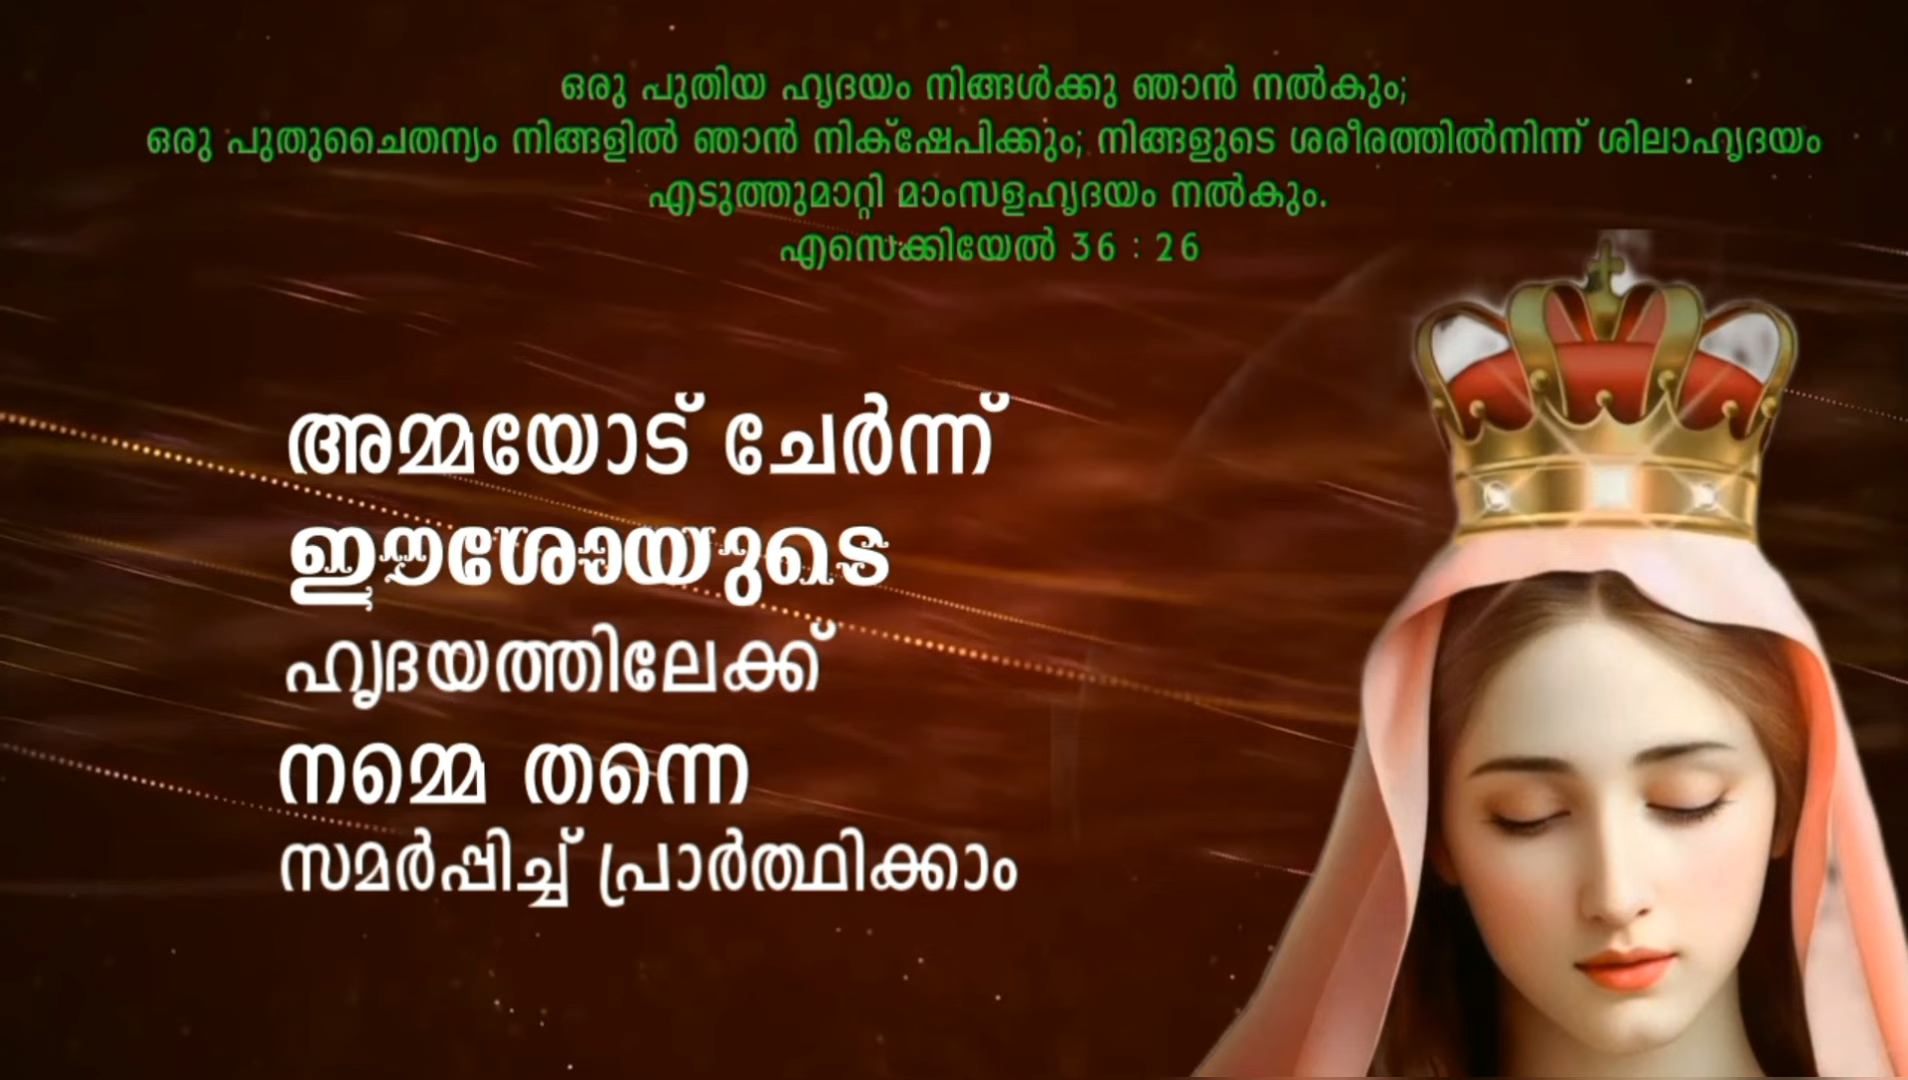 ഒരു പുതിയ ഹൃദയം നിങ്ങൾക്കു ഞാൻ നൽകും;
ഒരു പുതുചൈതന്യം നിങ്ങളിൽ ഞാൻ നിക്ഷേപിക്കും; നിങ്ങളുടെ ശരീരത്തിൽനിന്ന് ശിലാഹൃദയം
എടുത്തുമാറ്റി മാംസളഹൃദയം നൽകും.
എസെക്കിയേൽ 36 : 26
അമ്മയോട് ചേർന്ന്
ഈശോയുടെ
ഹൃദയത്തിലേക്ക്
നമ്മെ തന്നെ
സമർപ്പിച്ച് പ്രാർത്ഥിക്കാം